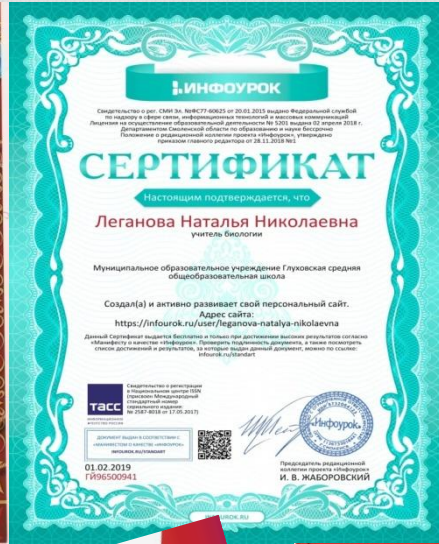 ИНФОУРОК
Свидетельство о рег. СМИ Эл. №ФС77-60625 от 20.01.2015 выдано Федеральной службой
по надзору в сфере связи, информационных технологий и массовых коммуникаций
Лицензия на осуществление образовательной деятельности № 5201 выдана 02 апреля 2018 г.
Департаментом Смоленской области по образованию и науке бессрочно
Положение о редакционной коллегии проекта «Инфоурок», утверждено
приказом главного редактора от 28.11.2018 №1
СЕРТИФИКАТ
Настоящим подтверждается, что
Леганова Наталья Николаевна
учитель биологии
Муниципальное образовательное учреждение Глуховская средняя
общеобразовательная школа
Создал(а) и активно развивает свой персональный сайт.
Адрес сайта:
https://infourok.ru/user/leganova-natalya-nikolaevna
Данный Сертификат выдается бесплатно и только при достижении высоких результатов согласно
«Манифесту о качестве «Инфоурок». Проверить подлинность документа, а также посмотреть
список достижений и результатов, за которые выдан данный документ, можно по ссылке:
infourok.ru/standart
ТАСС
ИНФОРМАЦИОННОЕ
АГЕНТСТВО РОССИИ
Свидетельство о регистрации
в Национальном центре ISSN
(присвоен Международный
стандартный номер
сериального издания:
№ 2587-8018 от 17.05.2017)
ДОКУМЕНТ ВЫДАН В СООТВЕТСТВИИ С
«МАНИФЕСТОМ О КАЧЕСТВЕ «ИНФОУРОК»
INFOUROK.RU/STANDART
01.02.2019
ГЙ96500941
«Инфоурок»
Председатель редакционной
коллегии проекта «Инфоурок»
И. В. ЖАБОРОВСКИЙ